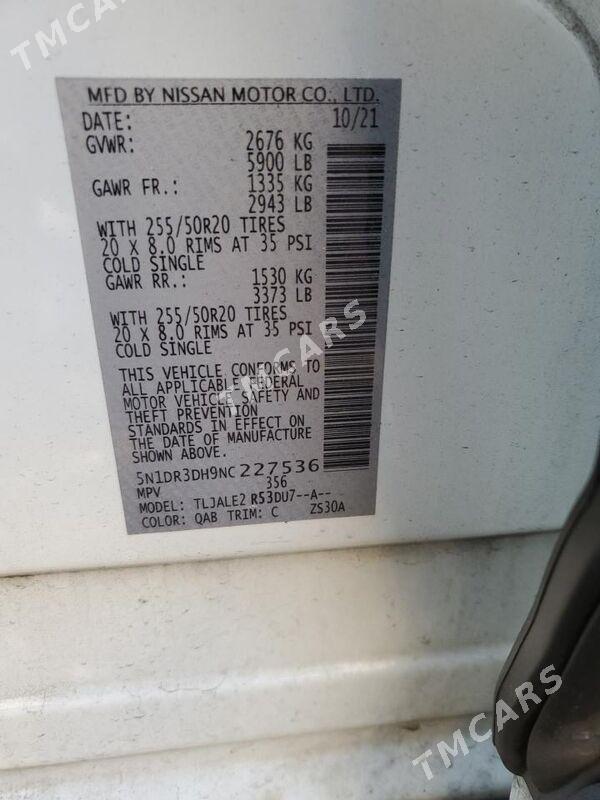 TMCARS
MFD BY NISSAN MOTOR CO., LTD.
DATE: 10/21
GVWR: 2676 KG
5900 LB
GAWR FR.: 1335 KG
2943 LB
WITH 255/50R20 TIRES
20 X 8.0 RIMS AT 35 PSI
COLD SINGLE
GAWR RR.: 1530 KG
3373 LB
WITH 255/50R20 TIRES
20 X 8.0 RIMS AT 35 PSI
COLD SINGLE
TMCARS
THIS VEHICLE CONFORMS TO
ALL APPLICABLE FEDERAL
MOTOR VEHICLE SAFETY AND
THEFT PREVENTION
STANDARDS IN EFFECT ON
THE DATE OF MANUFACTURE
SHOWN ABOVE.
5N1DR3DH9NC227536
MPV 356
MODEL: TLJALE2 R53DU7--A--
COLOR: QAB TRIM: C ZS30A
TMCARS